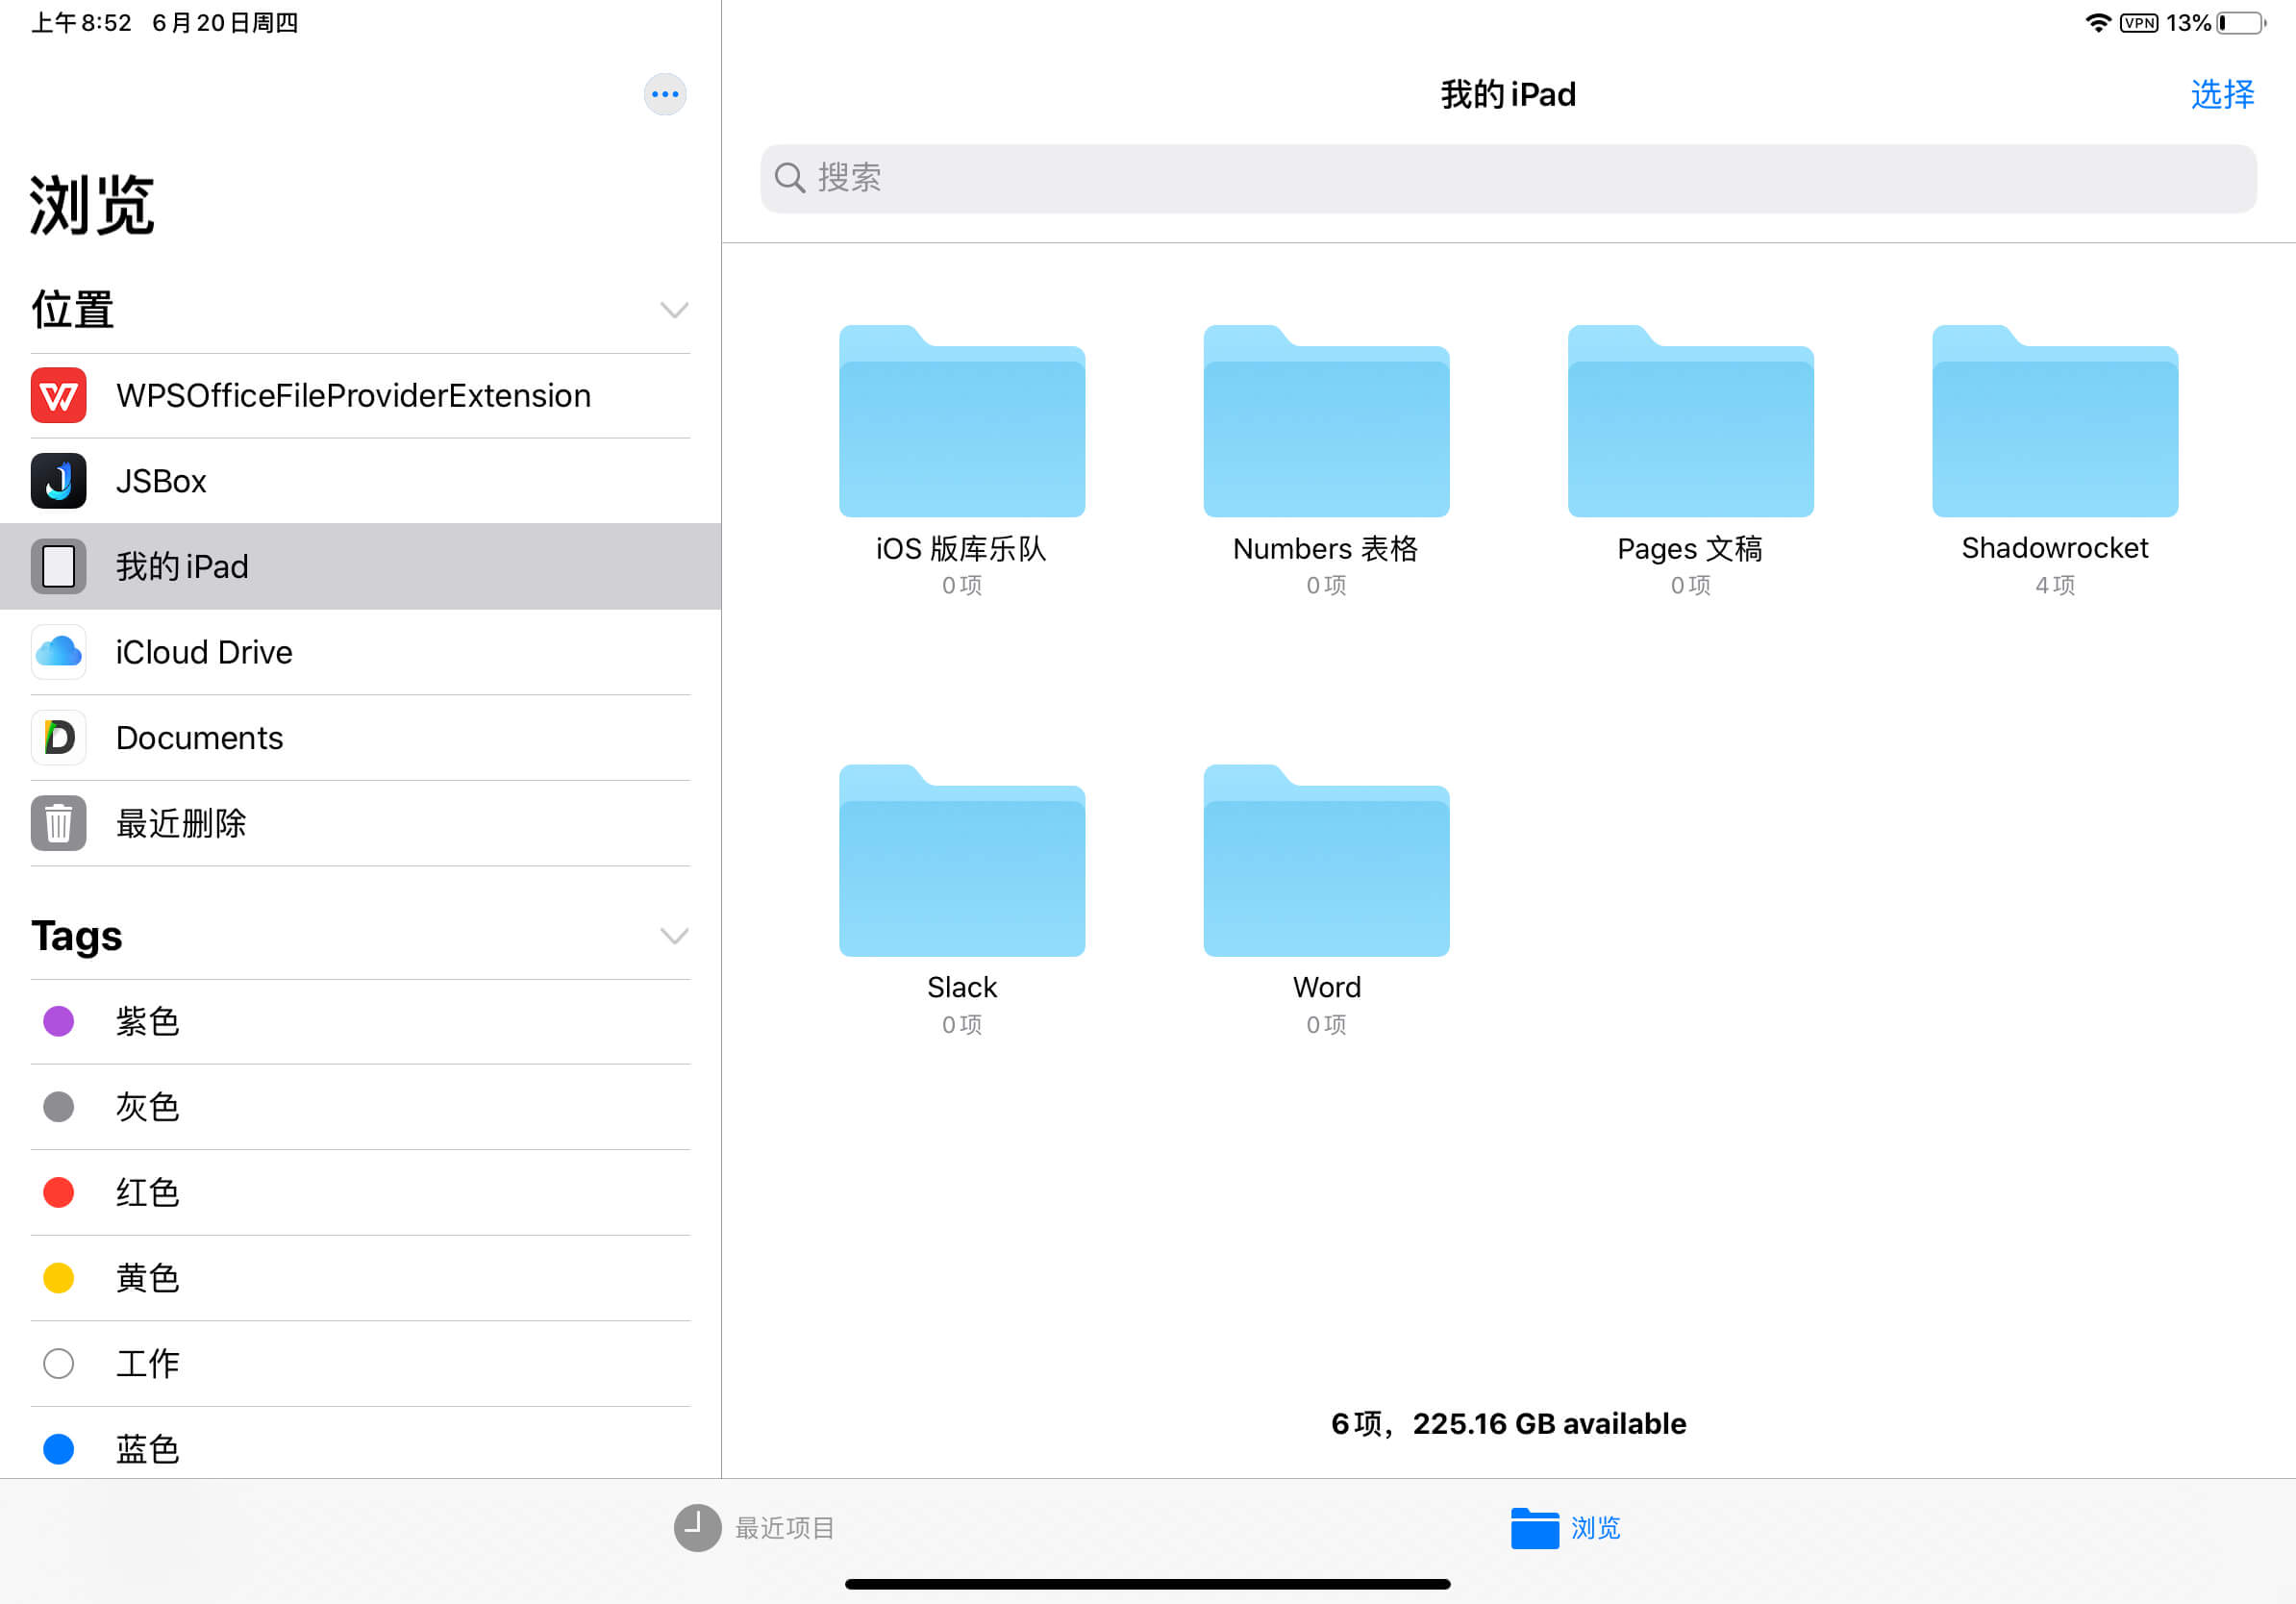 上午8:52 6月20日周四
VPN 13%
浏览
位置
WPSOfficeFileProviderExtension
JSBox
我的 iPad
iCloud Drive
Documents
最近删除
Tags
紫色
灰色
红色
黄色
工作
蓝色
我的 iPad
选择
搜索
iOS 版库乐队
0 项
Numbers 表格
0 项
Pages 文稿
0 项
Shadowrocket
4 项
Slack
0 项
Word
0 项
6 项，225.16 GB available
最近项目
浏览